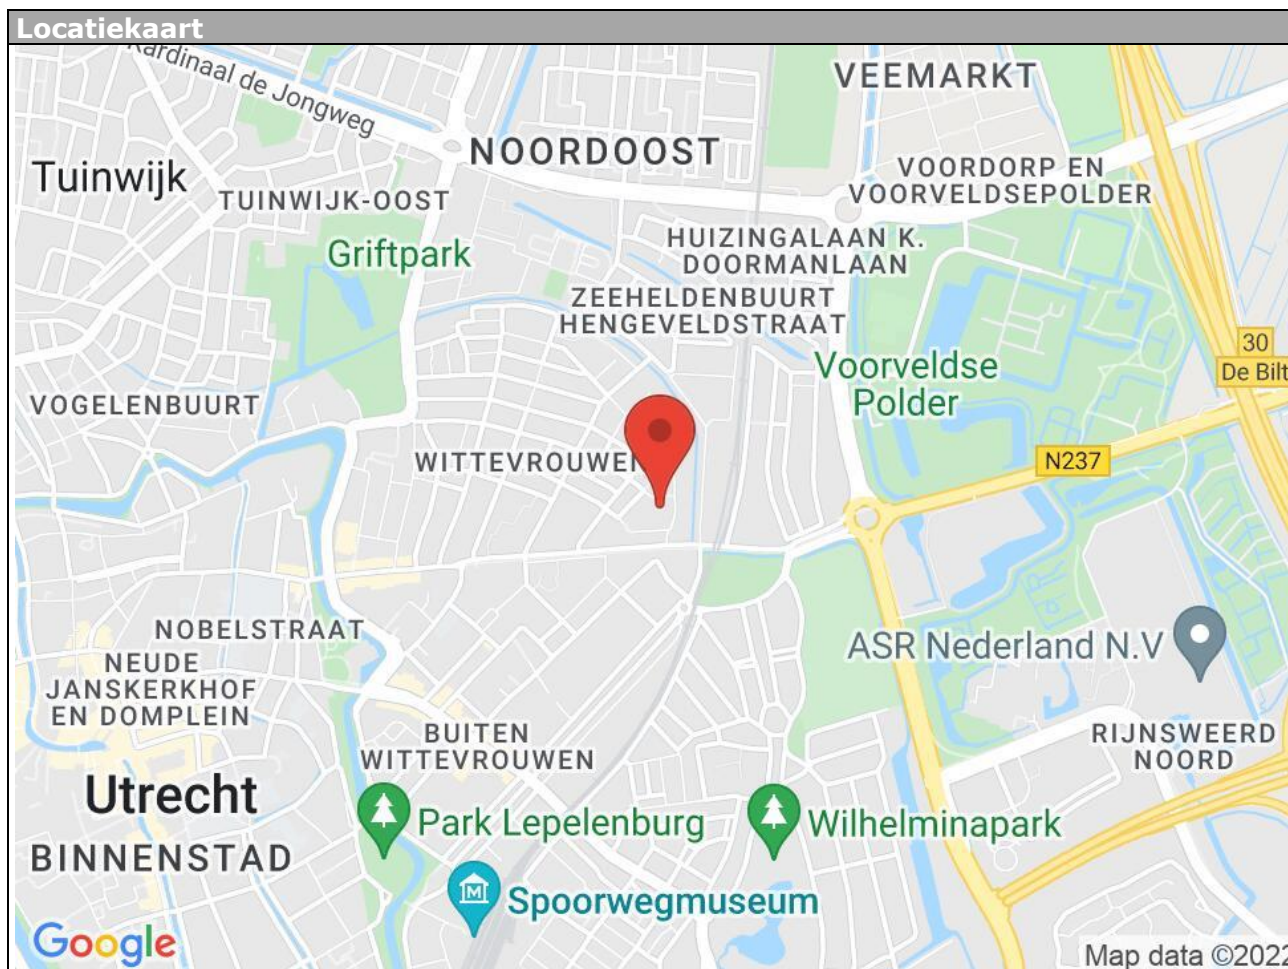 Locatiekaart
Kardinaal de Jongweg
VEEMARKT
NOORDOOST
Tuinwijk
VOORDORP EN
VOORVELDSEPOLDER
TUINWIJK-OOST
Griftpark
HUIZINGALAAN K.
DOORMANLAAN
ZEEHELDENBUURT
HENGEVELDSTRAAT
30
De Bilt
Voorveldse
Polder
VOGELENBUURT
WITTEVROUWEN
N237
NOBELSTRAAT
ASR Nederland N.V
NEUDE
JANSKERKHOF
EN DOMPLEIN
BUITEN
WITTEVROUWEN
RIJNSWEERD
NOORD
Utrecht
BINNENSTAD
Park Lepelenburg
Wilhelminapark
M
Spoorwegmuseum
Google
Map data ©2022